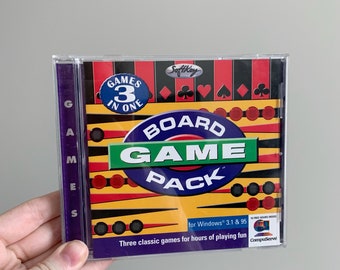 SoftKey
GAMES
3
IN ONE
BOARD
GAME
PACK
for Windows® 3.1 & 95
Three classic games for hours of playing fun
CompuServe
GAMES